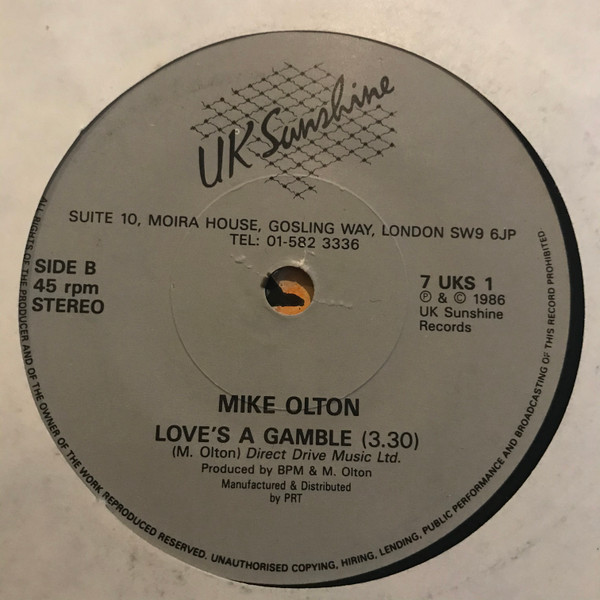 UK Sunshine
SUITE 10, MOIRA HOUSE, GOSLING WAY, LONDON SW9 6JP
TEL: 01-582 3336
SIDE B
45 rpm
STEREO
7 UKS 1
Ⓟ & © 1986
UK Sunshine
Records
MIKE OLTON
LOVE'S A GAMBLE (3.30)
(M. Olton) Direct Drive Music Ltd.
Produced by BPM & M. Olton
Manufactured & Distributed
by PRT
ALL RIGHTS OF THE PRODUCER AND OF THE OWNER OF THE WORK REPRODUCED RESERVED. UNAUTHORISED COPYING, HIRING, LENDING, PUBLIC PERFORMANCE AND BROADCASTING OF THIS RECORD PROHIBITED